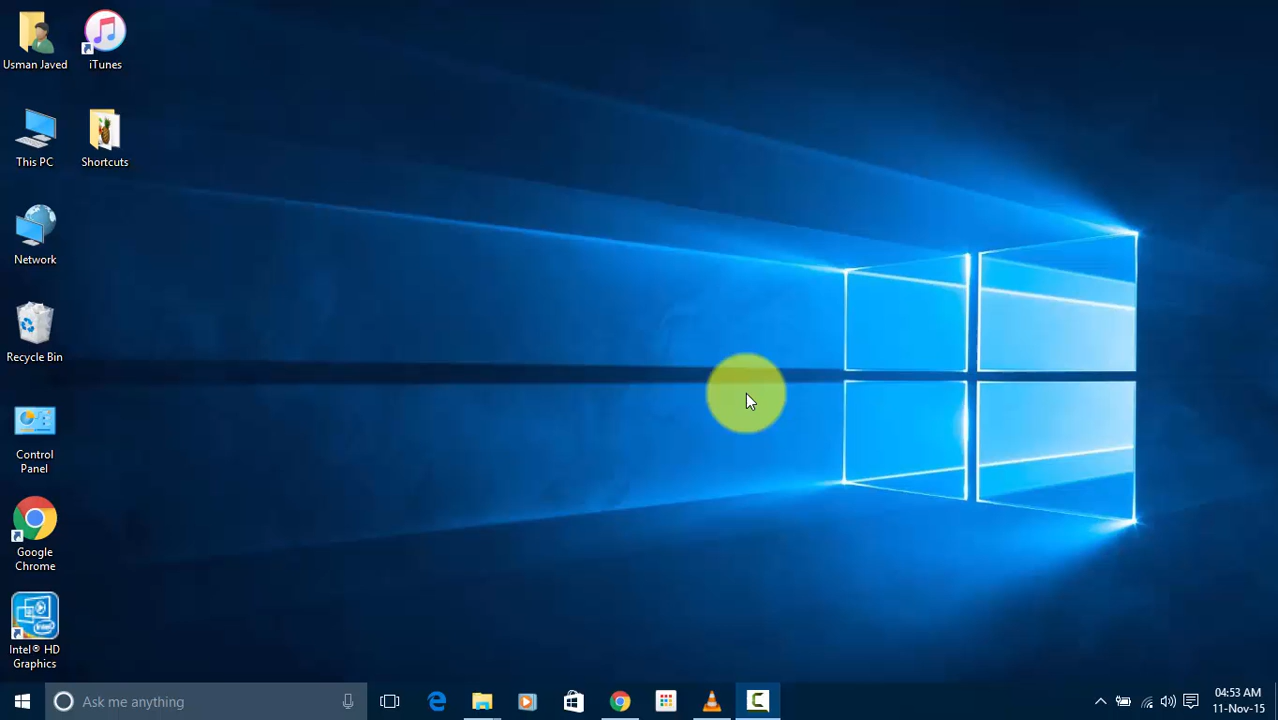 Usman Javed
iTunes
This PC
Shortcuts
Network
Recycle Bin
Control
Panel
Google
Chrome
Intel® HD
Graphics
Ask me anything
04:53 AM
11-Nov-15